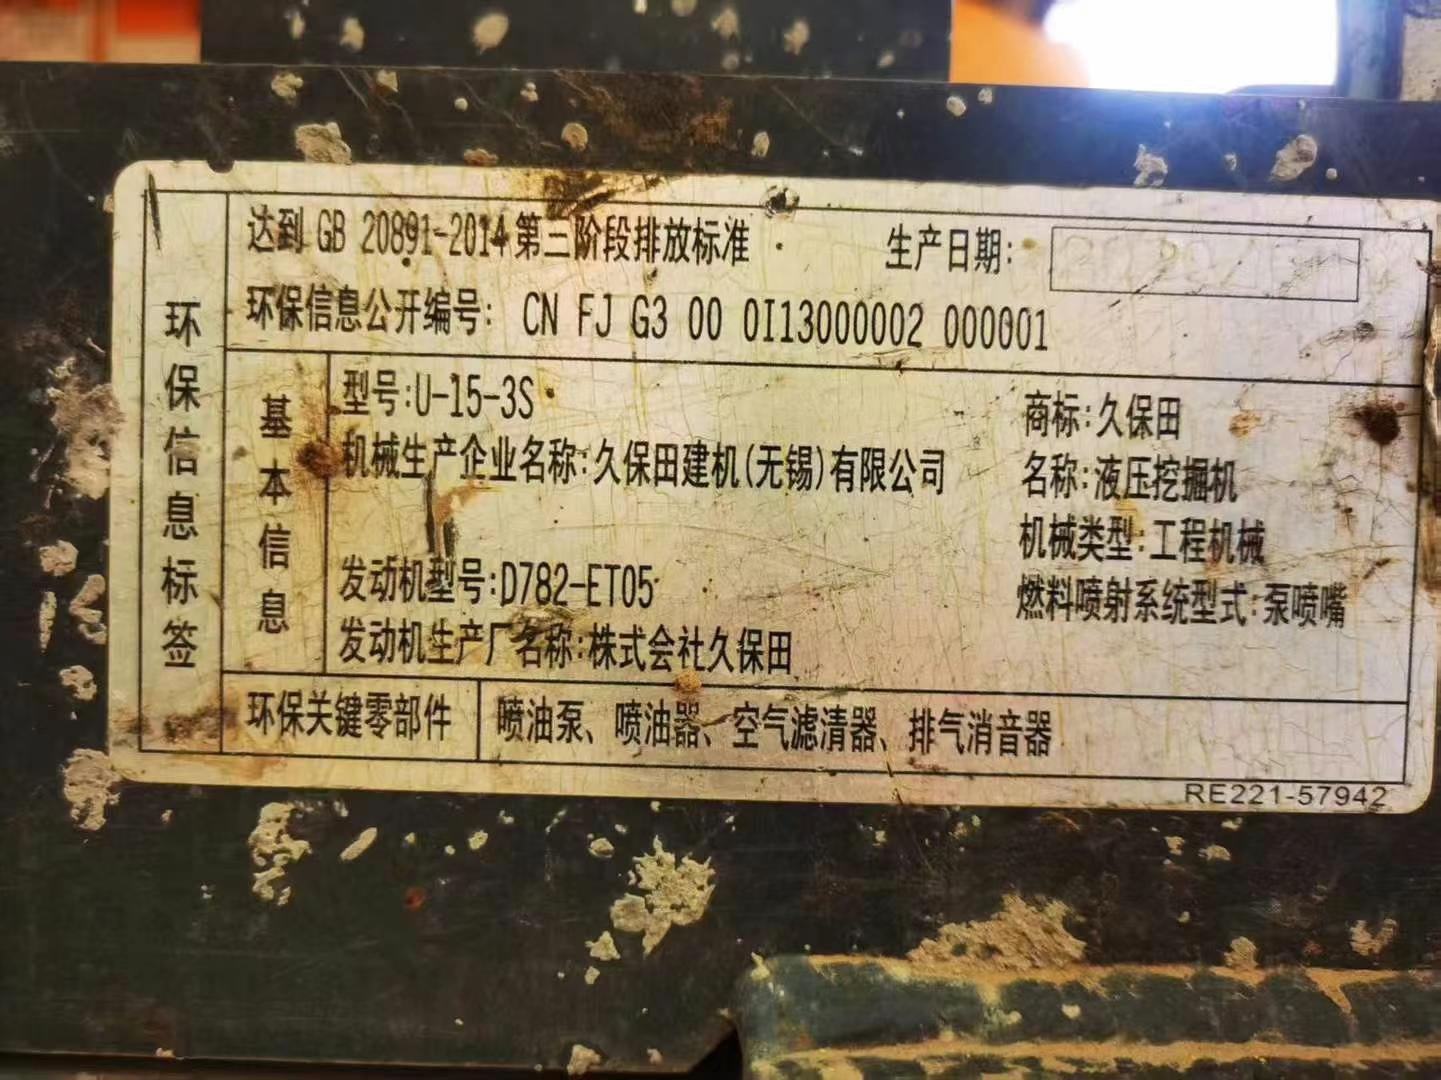 环保信息标签
达到 GB 20891-2014 第三阶段排放标准 生产日期:
环保信息公开编号: CN FJ G3 00 0I13000002 000001
基本信息
型号:U-15-3S 商标:久保田
机械生产企业名称:久保田建机(无锡)有限公司 名称:液压挖掘机
机械类型:工程机械
发动机型号:D782-ET05 燃料喷射系统型式:泵喷嘴
发动机生产厂名称:株式会社久保田
环保关键零部件 喷油泵、喷油器、空气滤清器、排气消音器
RE221-57942